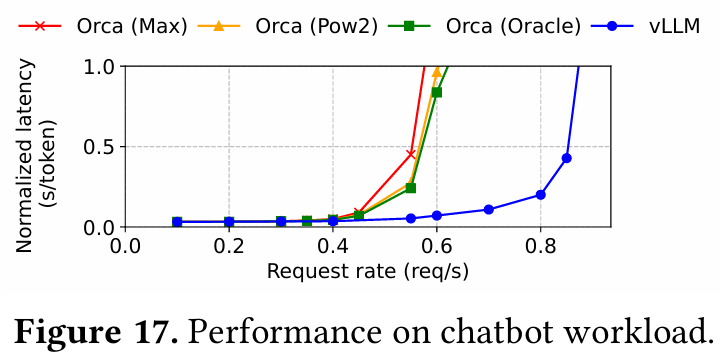 Orca (Max) Orca (Pow2) Orca (Oracle) vLLM
Normalized latency
(s/token)
1.0
0.5
0.0
0.0 0.2 0.4 0.6 0.8
Request rate (req/s)
Figure 17. Performance on chatbot workload.